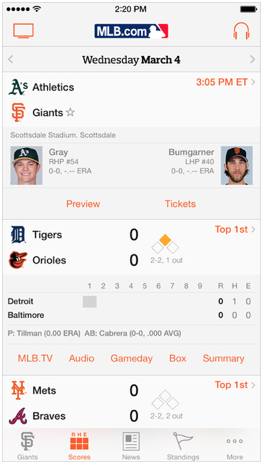 2:20 PM
MLB.com
Wednesday March 4
A's Athletics 3:05 PM ET
SF Giants
Scottsdale Stadium. Scottsdale
Gray Bumgarner
RHP #54 LHP #40
0-0, -.-- ERA 0-0, -.-- ERA
Preview Tickets
D Tigers 0 Top 1st
Orioles 0 2-2, 1 out
1 2 3 4 5 6 7 8 9 R H E
Detroit 0 1 0
Baltimore 0 0 0
P: Tillman (0.00 ERA) AB: Cabrera (0-0, .000 AVG)
MLB.TV Audio Gameday Box Summary
NY Mets 0 Top 1st
A Braves 0 2-2, 2 out
SF R H E
Giants Scores News Standings More